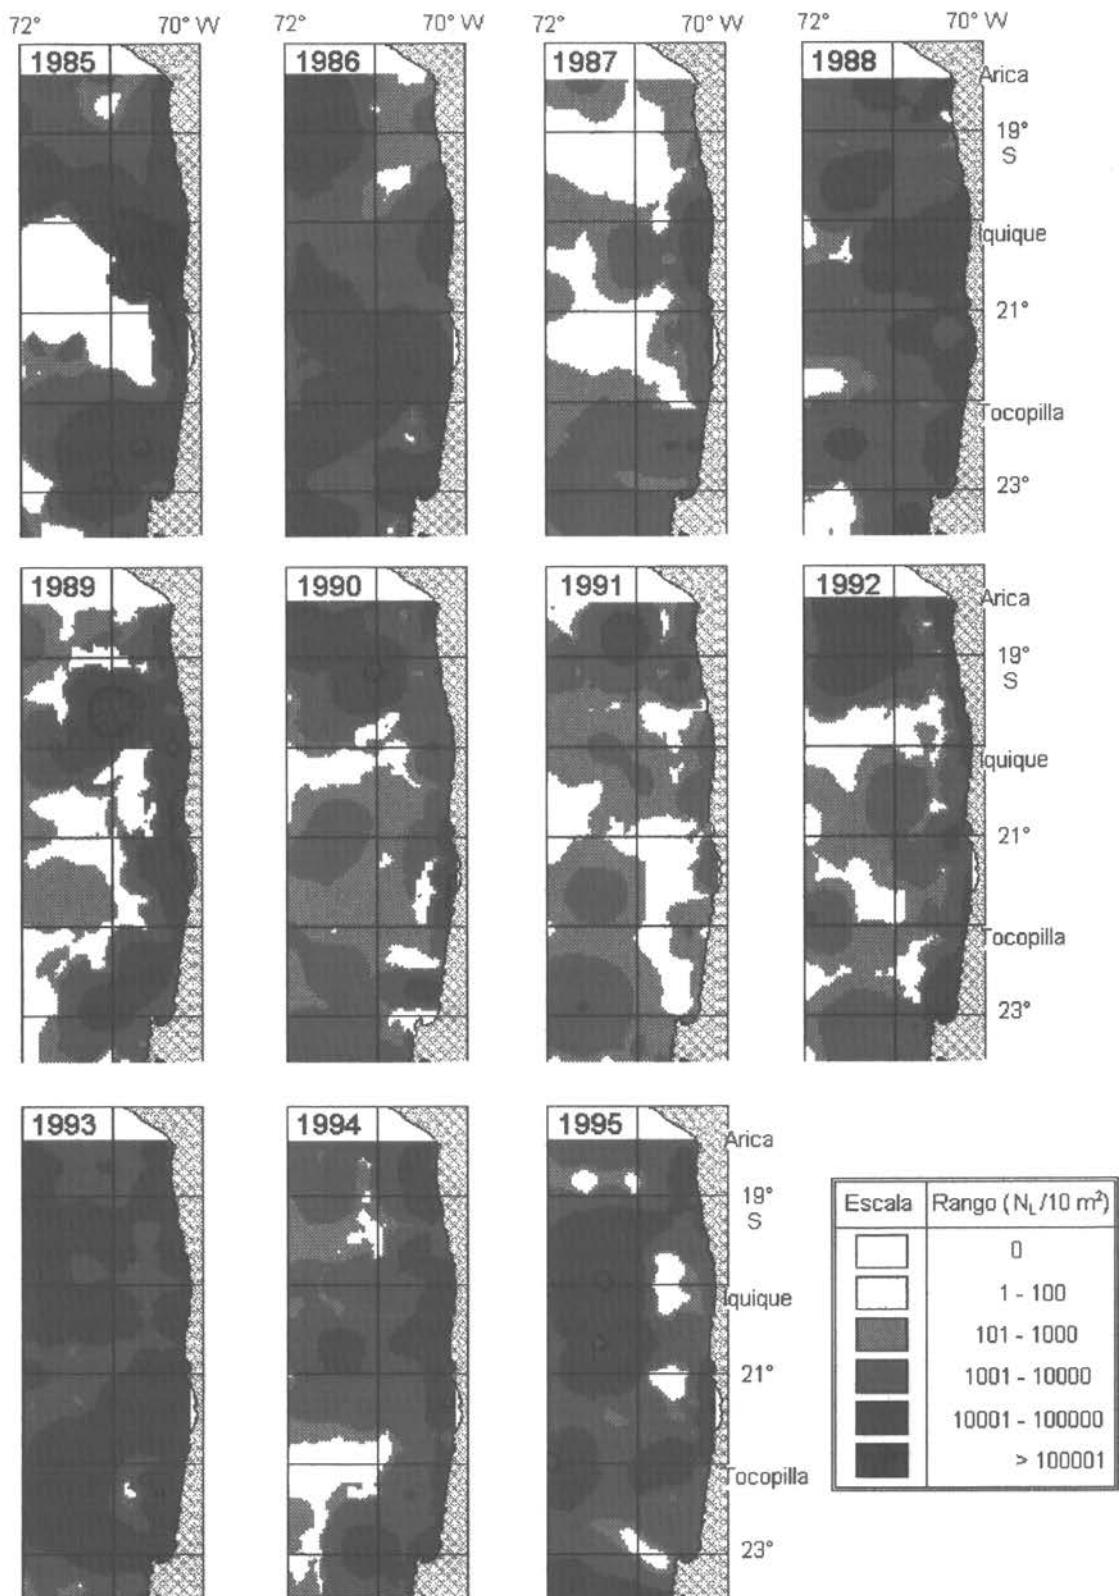 72° 70° W 72° 70° W 72° 70° W 72° 70° W
1985 1986 1987 1988
Arica
19°
S
Iquique
21°
Tocopilla
23°
1989 1990 1991 1992
Arica
19°
S
Iquique
21°
Tocopilla
23°
1993 1994 1995
Arica
19°
S
Iquique
21°
Tocopilla
23°
Escala Rango (N_L/10 m²)
0
1 - 100
101 - 1000
1001 - 10000
10001 - 100000
> 100001